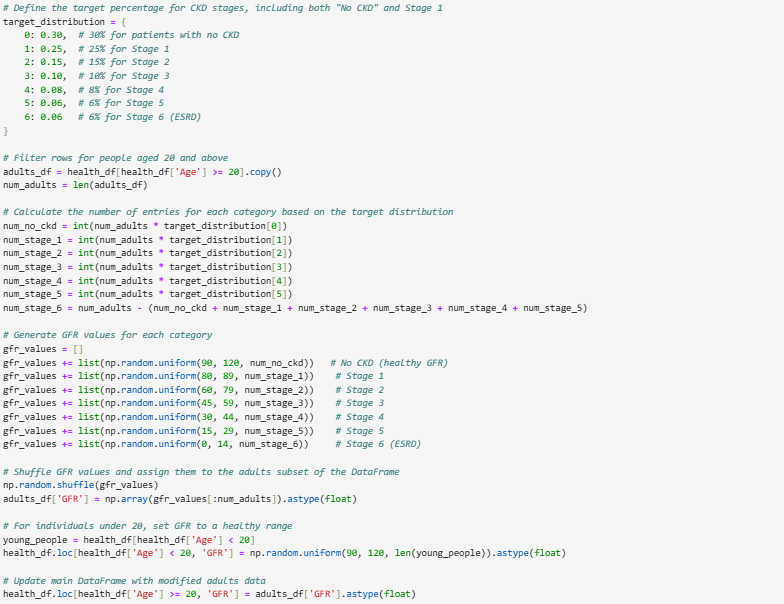 # Define the target percentage for CKD stages, including both "No CKD" and Stage 1
target_distribution = {
    0: 0.30,  # 30% for patients with no CKD
    1: 0.25,  # 25% for Stage 1
    2: 0.15,  # 15% for Stage 2
    3: 0.10,  # 10% for Stage 3
    4: 0.08,  # 8% for Stage 4
    5: 0.06,  # 6% for Stage 5
    6: 0.06   # 6% for Stage 6 (ESRD)
}

# Filter rows for people aged 20 and above
adults_df = health_df[health_df['Age'] >= 20].copy()
num_adults = len(adults_df)

# Calculate the number of entries for each category based on the target distribution
num_no_ckd = int(num_adults * target_distribution[0])
num_stage_1 = int(num_adults * target_distribution[1])
num_stage_2 = int(num_adults * target_distribution[2])
num_stage_3 = int(num_adults * target_distribution[3])
num_stage_4 = int(num_adults * target_distribution[4])
num_stage_5 = int(num_adults * target_distribution[5])
num_stage_6 = num_adults - (num_no_ckd + num_stage_1 + num_stage_2 + num_stage_3 + num_stage_4 + num_stage_5)

# Generate GFR values for each category
gfr_values = []
gfr_values += list(np.random.uniform(90, 120, num_no_ckd))   # No CKD (healthy GFR)
gfr_values += list(np.random.uniform(80, 89, num_stage_1))    # Stage 1
gfr_values += list(np.random.uniform(60, 79, num_stage_2))    # Stage 2
gfr_values += list(np.random.uniform(45, 59, num_stage_3))    # Stage 3
gfr_values += list(np.random.uniform(30, 44, num_stage_4))    # Stage 4
gfr_values += list(np.random.uniform(15, 29, num_stage_5))    # Stage 5
gfr_values += list(np.random.uniform(0, 14, num_stage_6))     # Stage 6 (ESRD)

# Shuffle GFR values and assign them to the adults subset of the DataFrame
np.random.shuffle(gfr_values)
adults_df['GFR'] = np.array(gfr_values[:num_adults]).astype(float)

# For individuals under 20, set GFR to a healthy range
young_people = health_df[health_df['Age'] < 20]
health_df.loc[health_df['Age'] < 20, 'GFR'] = np.random.uniform(90, 120, len(young_people)).astype(float)

# Update main DataFrame with modified adults data
health_df.loc[health_df['Age'] >= 20, 'GFR'] = adults_df['GFR'].astype(float)